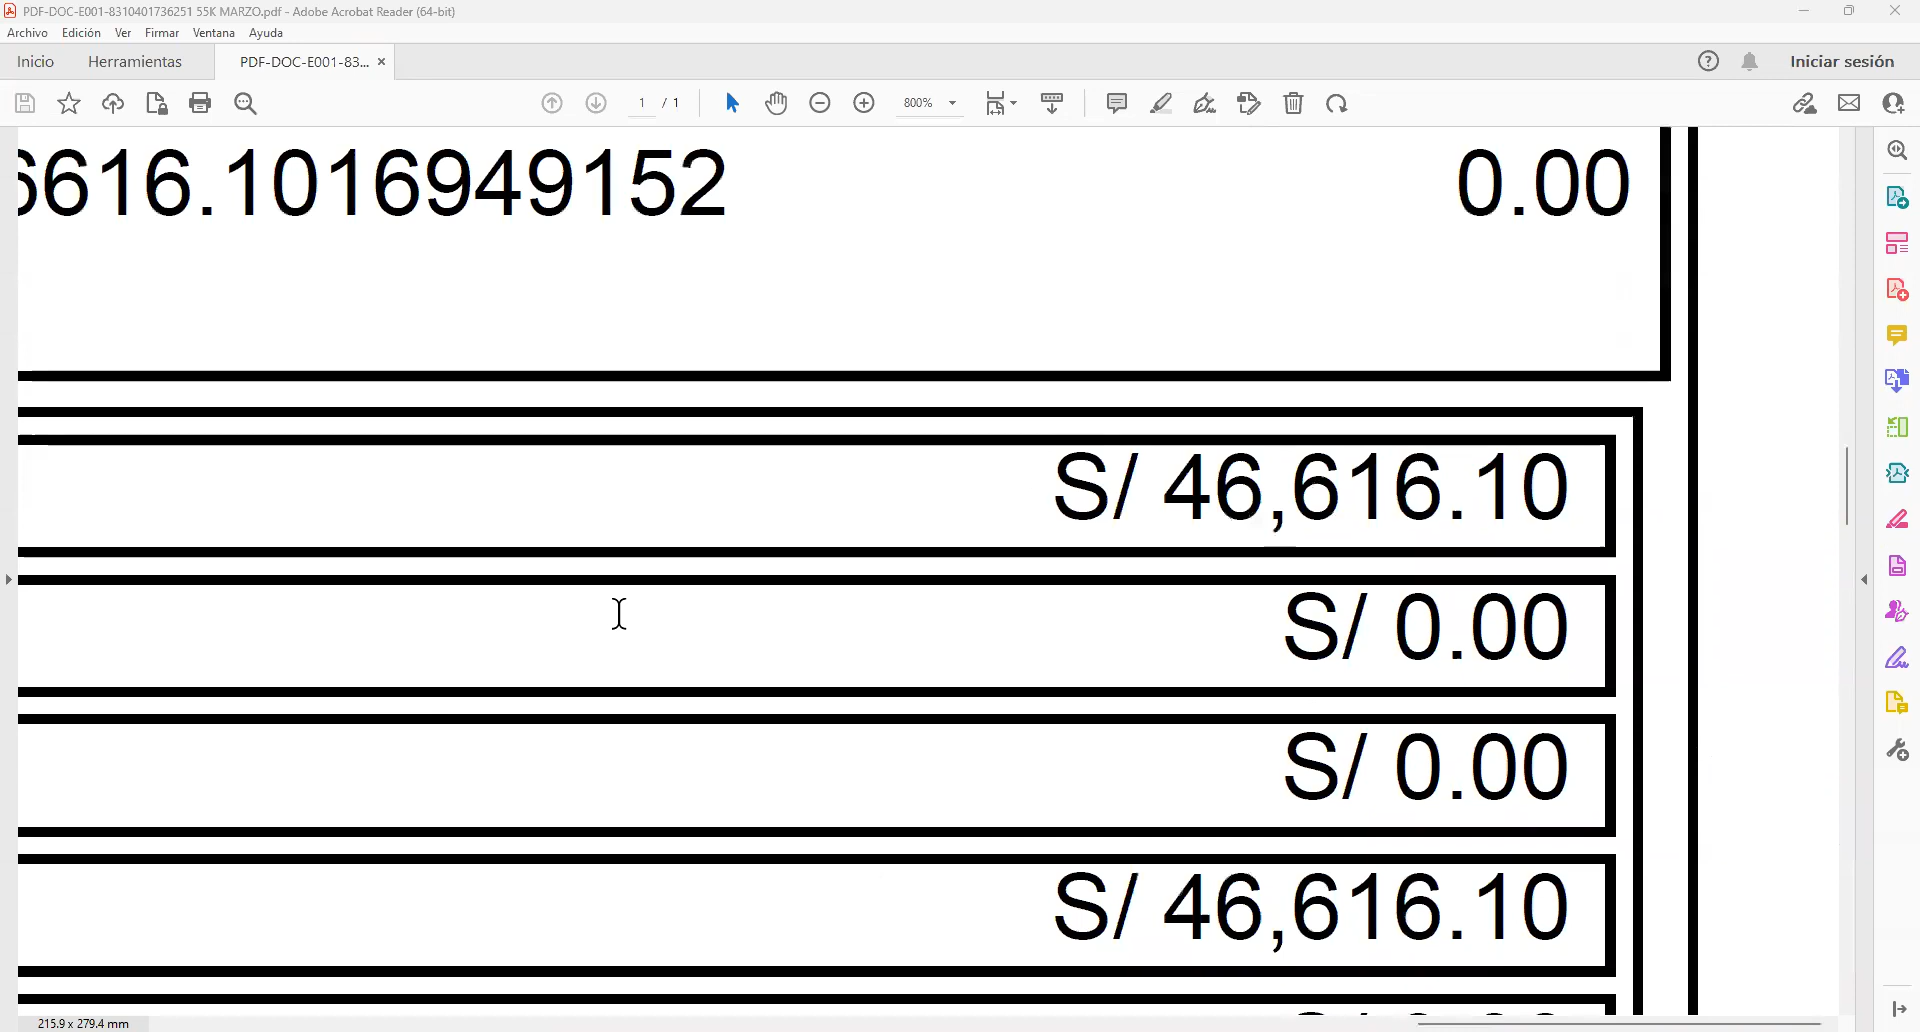 PDF-DOC-E001-8310401736251 55K MARZO.pdf - Adobe Acrobat Reader (64-bit)
Archivo Edición Ver Firmar Ventana Ayuda
Inicio Herramientas PDF-DOC-E001-83... × Iniciar sesión
1 / 1 800%
6616.1016949152 0.00
S/ 46,616.10
S/ 0.00
S/ 0.00
S/ 46,616.10
215.9 x 279.4 mm